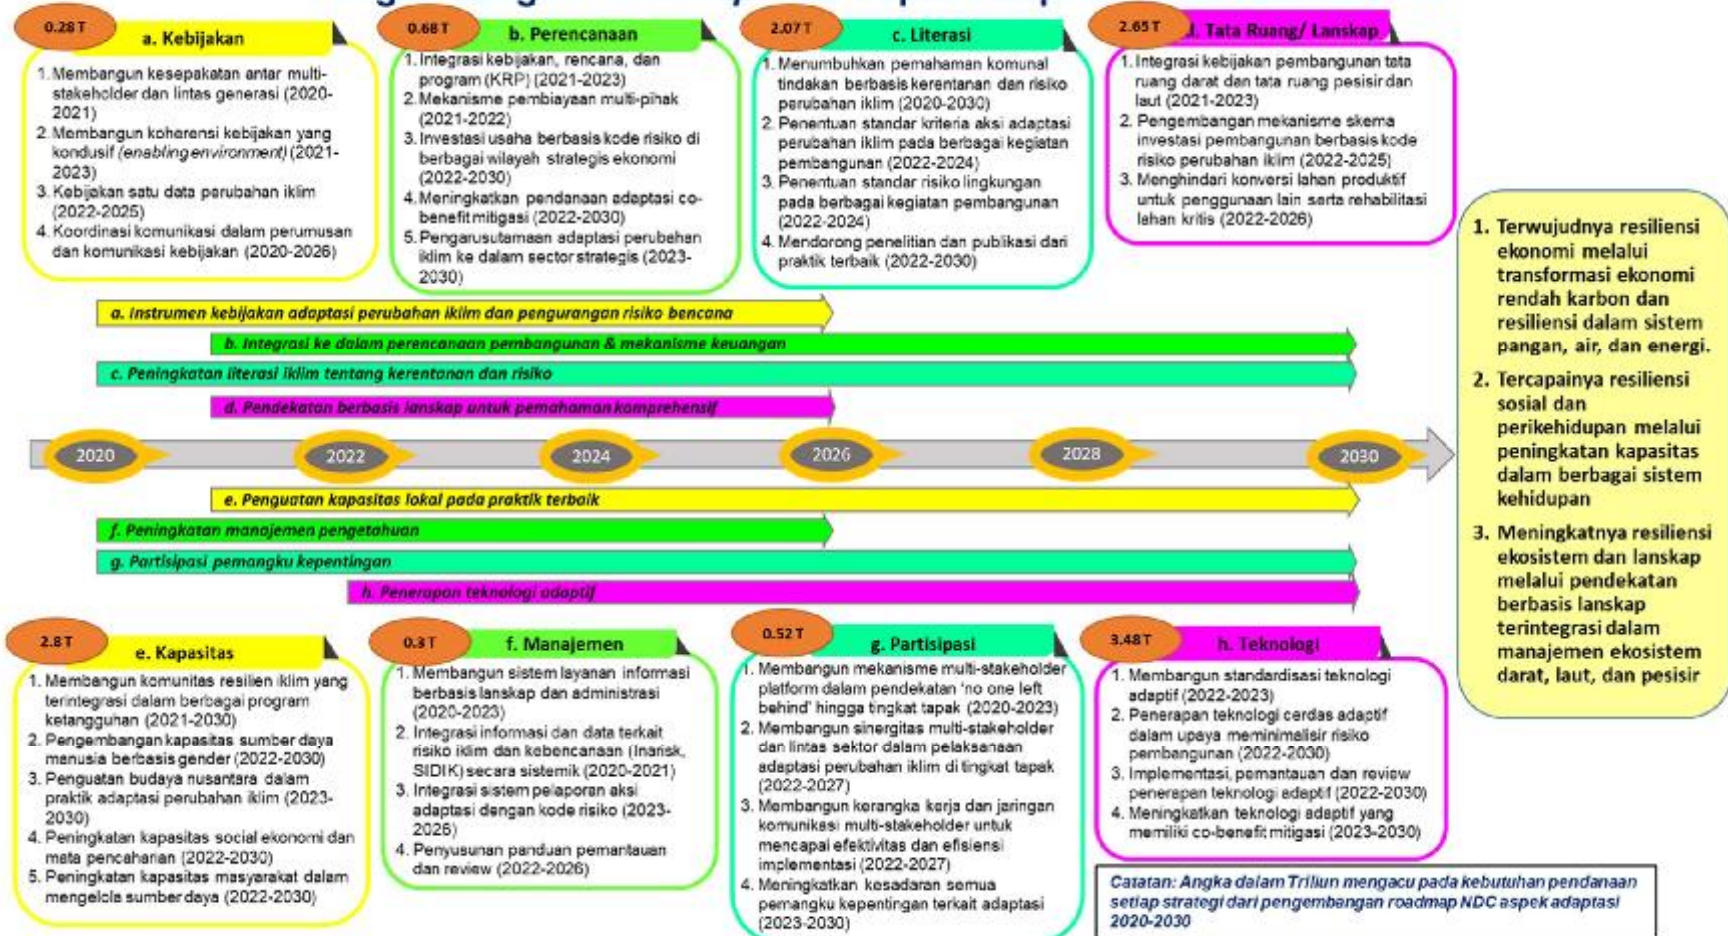 0.28 T
a. Kebijakan
1. Membangun kesepakatan antar multi-
stakeholder dan lintas generasi (2020-
2021)
2. Membangun koherensi kebijakan yang
kondusif (enabling environment) (2021-
2023)
3. Kebijakan satu data perubahan iklim
(2022-2025)
4. Koordinasi komunikasi dalam perumusan
dan komunikasi kebijakan (2020-2026)
0.68 T
b. Perencanaan
1. Integrasi kebijakan, rencana, dan
program (KRP) (2021-2023)
2. Mekanisme pembiayaan multi-pihak
(2021-2022)
3. Investasi usaha berbasis kode risiko di
berbagai wilayah strategis ekonomi
(2022-2030)
4. Meningkatkan pendanaan adaptasi co-
benefit mitigasi (2022-2030)
5. Pengarusutamaan adaptasi perubahan
iklim ke dalam sector strategis (2023-
2030)
2.07 T
c. Literasi
1. Menumbuhkan pemahaman komunal
tindakan berbasis kerentanan dan risiko
perubahan iklim (2020-2030)
2. Penentuan standar kriteria aksi adaptasi
perubahan iklim pada berbagai kegiatan
pembangunan (2022-2024)
3. Penentuan standar risiko lingkungan
pada berbagai kegiatan pembangunan
(2022-2024)
4. Mendorong penelitian dan publikasi dari
praktik terbaik (2022-2030)
2.65 T
d. Tata Ruang/ Lanskap
1. Integrasi kebijakan pembangunan tata
ruang darat dan tata ruang pesisir dan
laut (2021-2023)
2. Pengembangan mekanisme skema
investasi pembangunan berbasis kode
risiko perubahan iklim (2022-2025)
3. Menghindari konversi lahan produktif
untuk penggunaan lain serta rehabilitasi
lahan kritis (2022-2026)
a. Instrumen kebijakan adaptasi perubahan iklim dan pengurangan risiko bencana
b. Integrasi ke dalam perencanaan pembangunan & mekanisme keuangan
c. Peningkatan literasi iklim tentang kerentanan dan risiko
d. Pendekatan berbasis lanskap untuk pemahaman komprehensif
2020
2022
2024
2026
2028
2030
e. Penguatan kapasitas lokal pada praktik terbaik
f. Peningkatan manajemen pengetahuan
g. Partisipasi pemangku kepentingan
h. Penerapan teknologi adaptif
1. Terwujudnya resiliensi
ekonomi melalui
transformasi ekonomi
rendah karbon dan
resiliensi dalam sistem
pangan, air, dan energi.
2. Tercapainya resiliensi
sosial dan
perikehidupan melalui
peningkatan kapasitas
dalam berbagai sistem
kehidupan
3. Meningkatnya resiliensi
ekosistem dan lanskap
melalui pendekatan
berbasis lanskap
terintegrasi dalam
manajemen ekosistem
darat, laut, dan pesisir
2.8 T
e. Kapasitas
1. Membangun komunitas resilien iklim yang
terintegrasi dalam berbagai program
ketangguhan (2021-2030)
2. Pengembangan kapasitas sumber daya
manusia berbasis gender (2022-2030)
3. Penguatan budaya nusantara dalam
praktik adaptasi perubahan iklim (2023-
2030)
4. Peningkatan kapasitas social ekonomi dan
mata pencaharian (2022-2030)
5. Peningkatan kapasitas masyarakat dalam
mengelola sumber daya (2022-2030)
0.3 T
f. Manajemen
1. Membangun sistem layanan informasi
berbasis lanskap dan administrasi
(2020-2023)
2. Integrasi informasi dan data terkait
risiko iklim dan kebencanaan (Inarisk,
SIDIK) secara sistemik (2020-2021)
3. Integrasi sistem pelaporan aksi
adaptasi dengan kode risiko (2023-
2026)
4. Penyusunan panduan pemantauan
dan review (2022-2026)
0.52 T
g. Partisipasi
1. Membangun mekanisme multi-stakeholder
platform dalam pendekatan 'no one left
behind' hingga tingkat tapak (2020-2023)
2. Membangun sinergitas multi-stakeholder
dan lintas sektor dalam pelaksanaan
adaptasi perubahan iklim di tingkat tapak
(2022-2027)
3. Membangun kerangka kerja dan jaringan
komunikasi multi-stakeholder untuk
mencapai efektivitas dan efisiensi
implementasi (2022-2027)
4. Meningkatkan kesadaran semua
pemangku kepentingan terkait adaptasi
(2023-2030)
3.48 T
h. Teknologi
1. Membangun standardisasi teknologi
adaptif (2022-2023)
2. Penerapan teknologi cerdas adaptif
dalam upaya meminimalisir risiko
pembangunan (2022-2030)
3. Implementasi, pemantauan dan review
penerapan teknologi adaptif (2022-2030)
4. Meningkatkan teknologi adaptif yang
memiliki co-benefit mitigasi (2023-2030)
Catatan: Angka dalam Triliun mengacu pada kebutuhan pendanaan
setiap strategi dari pengembangan roadmap NDC aspek adaptasi
2020-2030